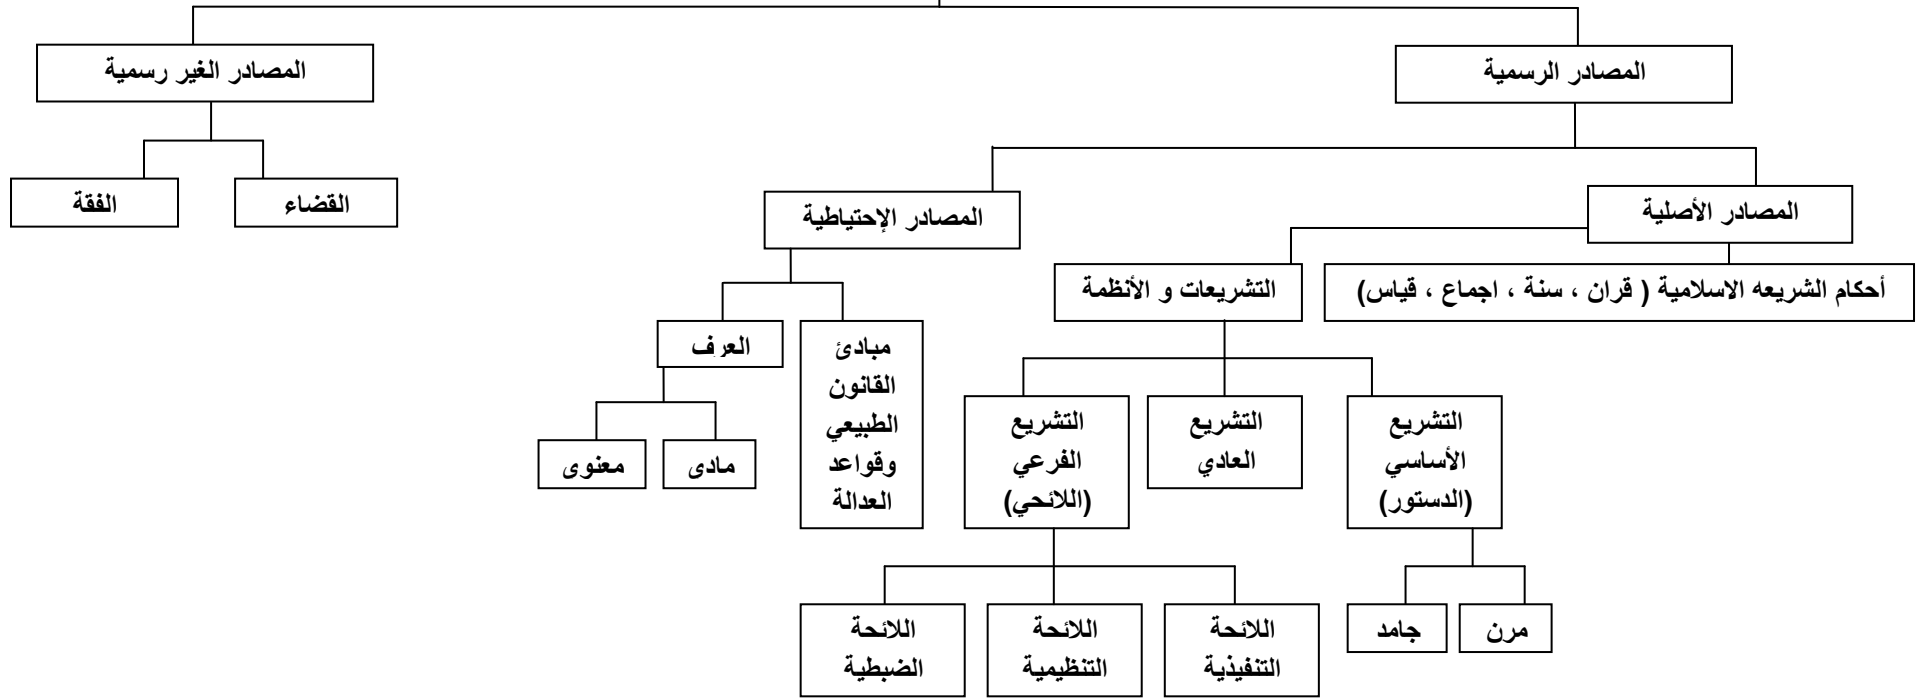 المصادر الرسمية
المصادر الغير رسمية
القضاء
الفقة
المصادر الأصلية
المصادر الإحتياطية
أحكام الشريعه الاسلامية ( قران ، سنة ، اجماع ، قياس)
التشريعات و الأنظمة
العرف
مبادئ
القانون
الطبيعي
وقواعد
العدالة
مادى
معنوى
التشريع
الأساسي
(الدستور)
التشريع
العادي
التشريع
الفرعي
(اللائحي)
مرن
جامد
اللائحة
التنفيذية
اللائحة
التنظيمية
اللائحة
الضبطية